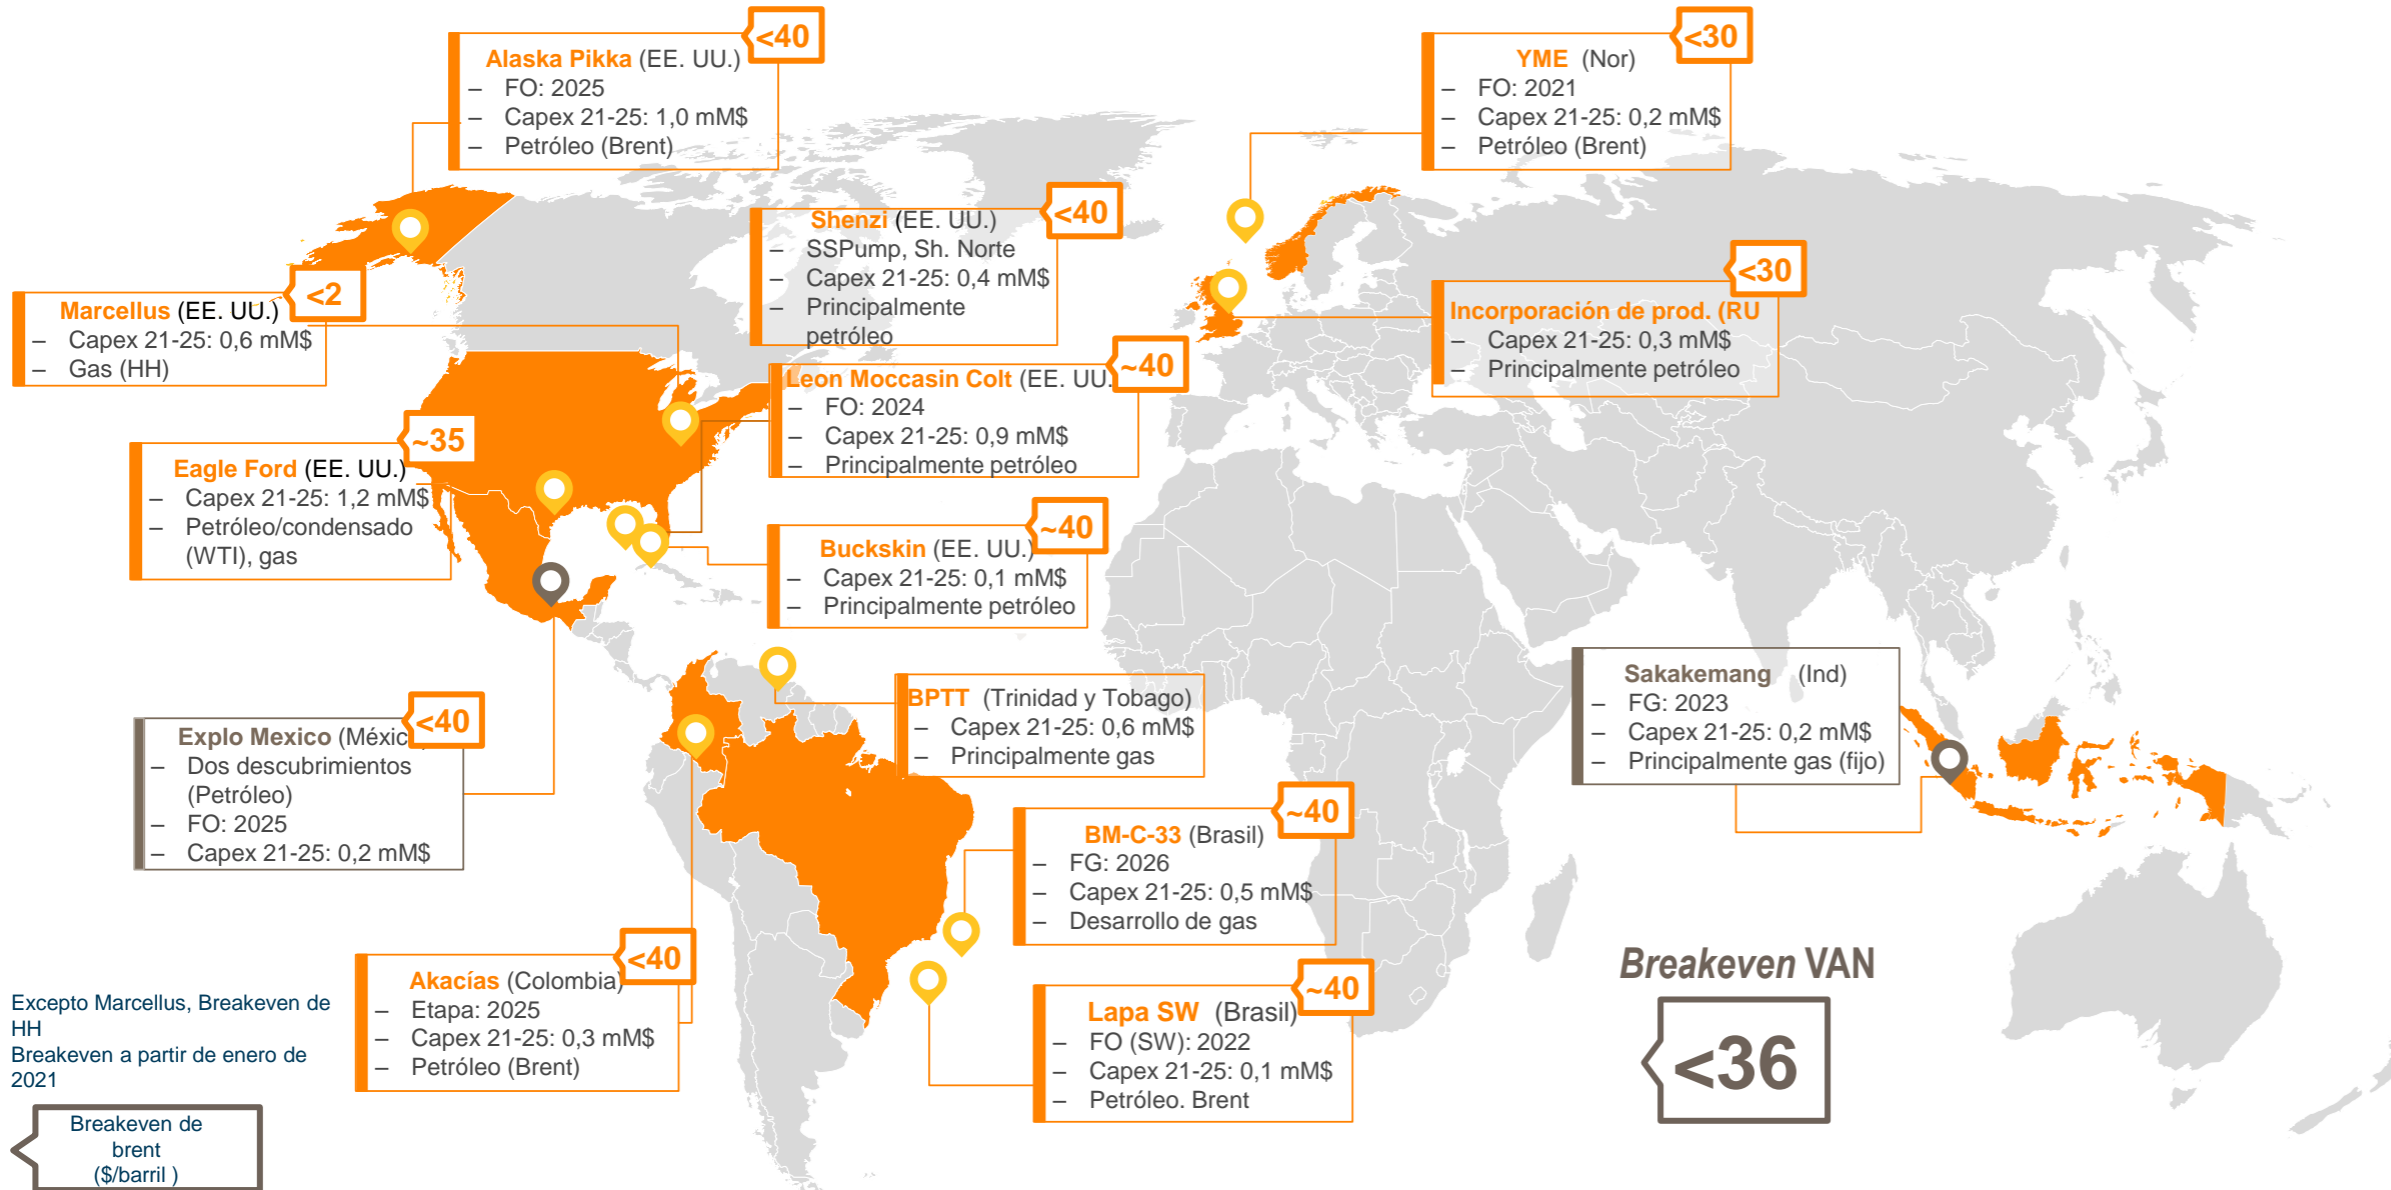 <40
Alaska Pikka (EE. UU.)
– FO: 2025
– Capex 21-25: 1,0 mM$
– Petróleo (Brent)
<30
YME (Nor)
– FO: 2021
– Capex 21-25: 0,2 mM$
– Petróleo (Brent)
<40
Shenzi (EE. UU.)
– SSPump, Sh. Norte
– Capex 21-25: 0,4 mM$
– Principalmente
petróleo
<2
Marcellus (EE. UU.)
– Capex 21-25: 0,6 mM$
– Gas (HH)
<30
Incorporación de prod. (RU
– Capex 21-25: 0,3 mM$
– Principalmente petróleo
~40
Leon Moccasin Colt (EE. UU.
– FO: 2024
– Capex 21-25: 0,9 mM$
– Principalmente petróleo
~35
Eagle Ford (EE. UU.)
– Capex 21-25: 1,2 mM$
– Petróleo/condensado
(WTI), gas
~40
Buckskin (EE. UU.)
– Capex 21-25: 0,1 mM$
– Principalmente petróleo
BPTT (Trinidad y Tobago)
– Capex 21-25: 0,6 mM$
– Principalmente gas
Sakakemang (Ind)
– FG: 2023
– Capex 21-25: 0,2 mM$
– Principalmente gas (fijo)
<40
Explo Mexico (Méxic
– Dos descubrimientos
(Petróleo)
– FO: 2025
– Capex 21-25: 0,2 mM$
~40
BM-C-33 (Brasil)
– FG: 2026
– Capex 21-25: 0,5 mM$
– Desarrollo de gas
<40
Akacías (Colombia)
– Etapa: 2025
– Capex 21-25: 0,3 mM$
– Petróleo (Brent)
~40
Lapa SW (Brasil)
– FO (SW): 2022
– Capex 21-25: 0,1 mM$
– Petróleo. Brent
Breakeven VAN
<36
Excepto Marcellus, Breakeven de
HH
Breakeven a partir de enero de
2021
Breakeven de
brent
($/barril )